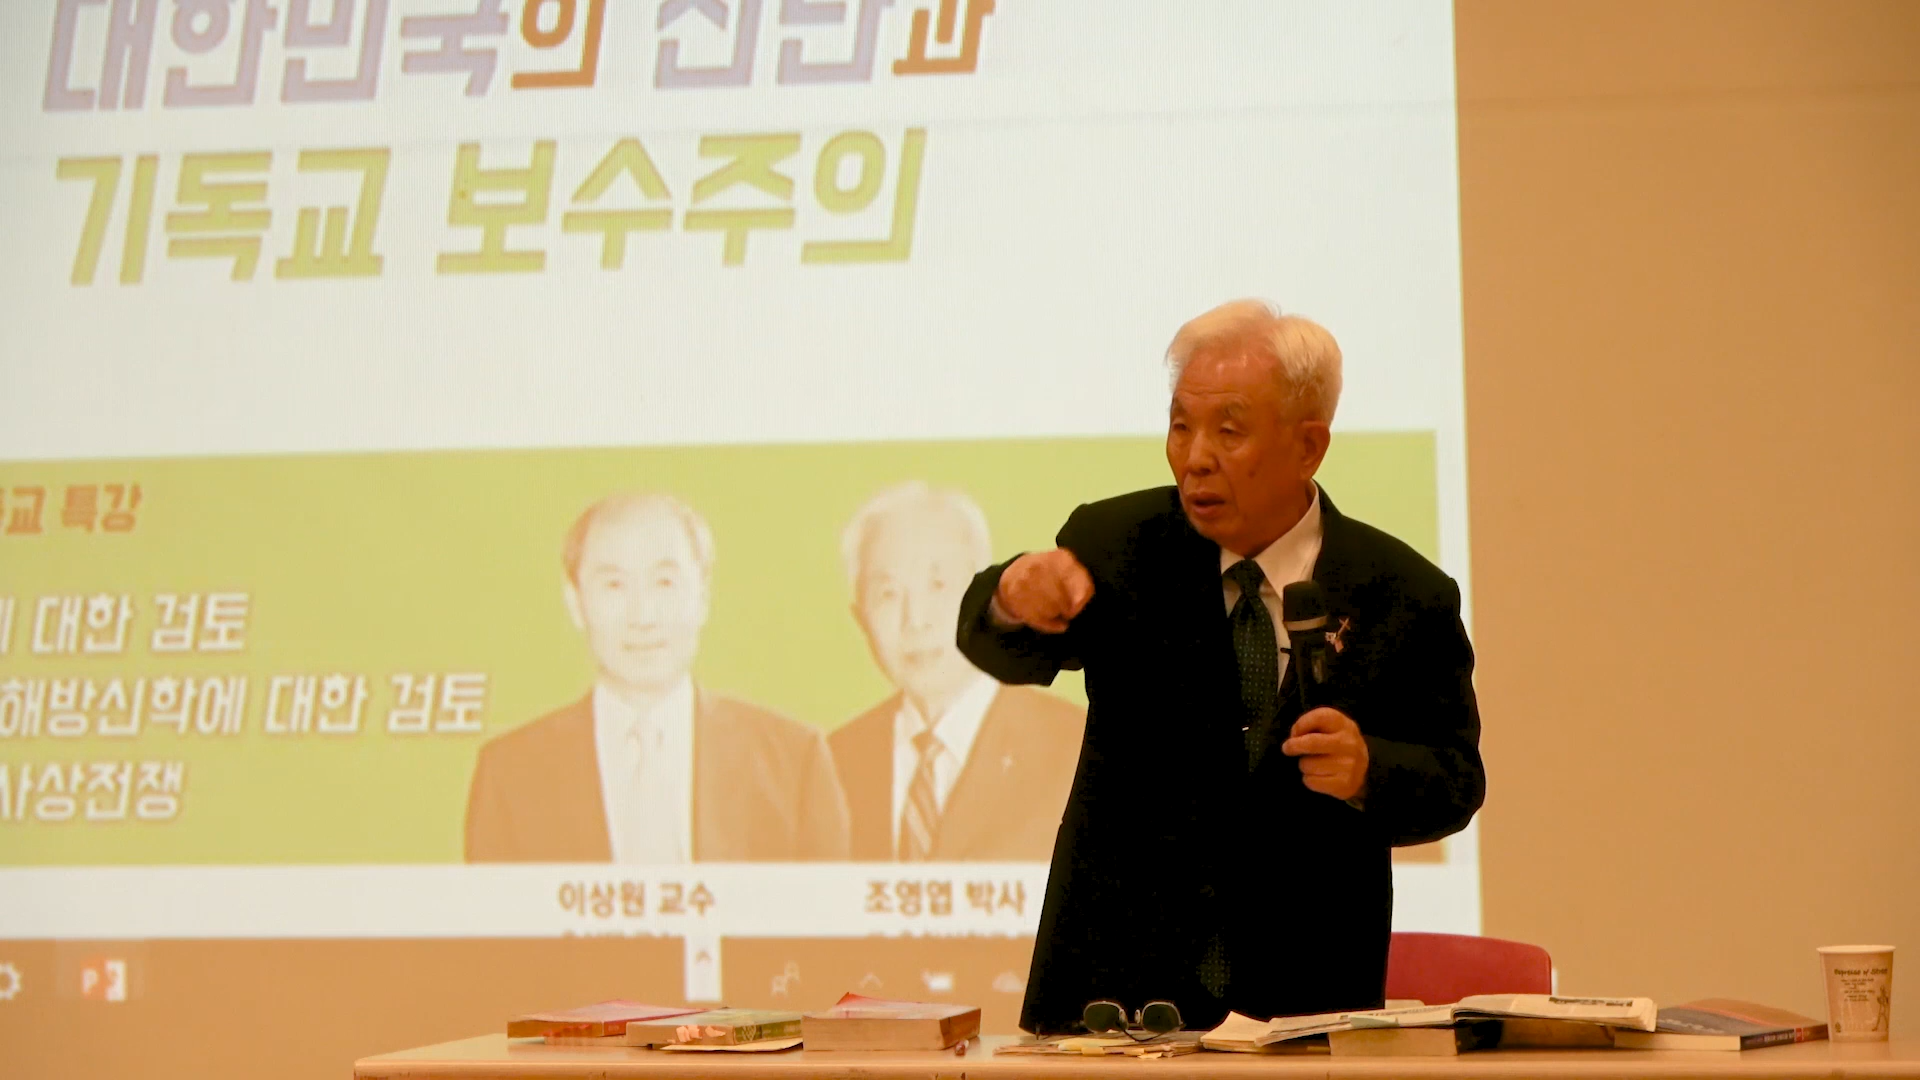 대한민국의 진단과
기독교 보수주의
교 특강
대한 검토
해방신학에 대한 검토
사상전쟁
이상원 교수
조영엽 박사